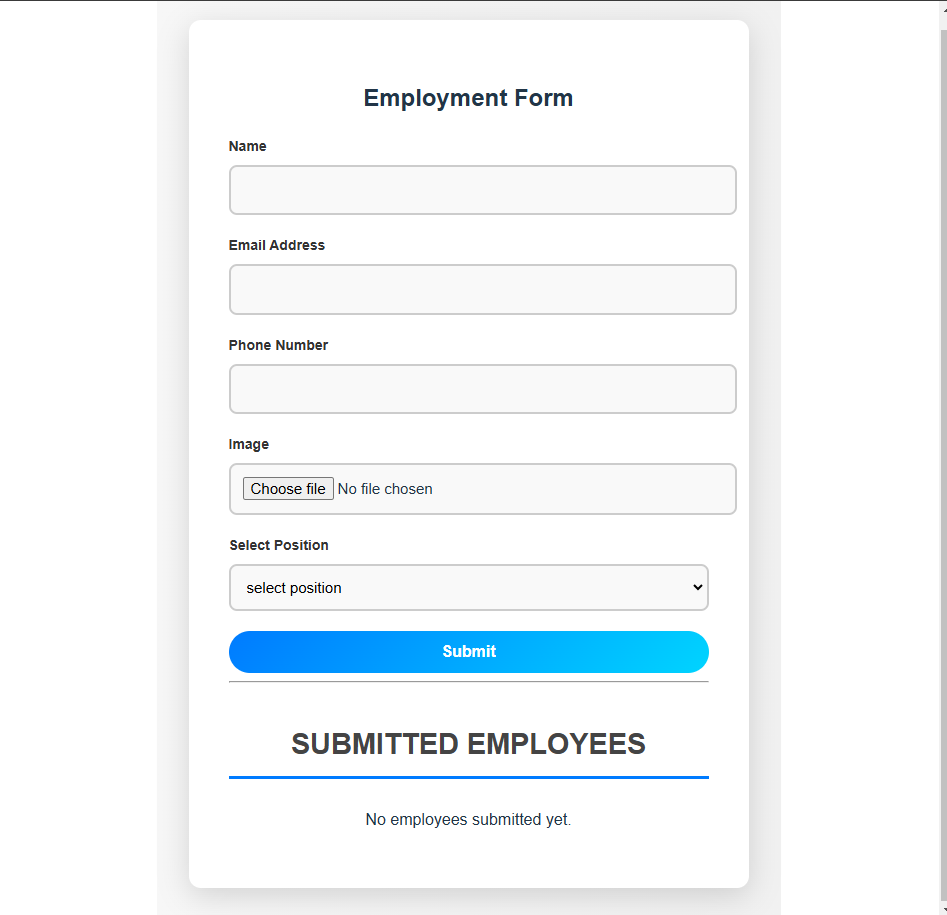 Employment Form
Name
Email Address
Phone Number
Image
Choose file No file chosen
Select Position
select position
Submit
SUBMITTED EMPLOYEES
No employees submitted yet.